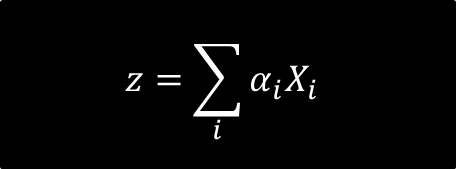 z = ∑_i α_i X_i